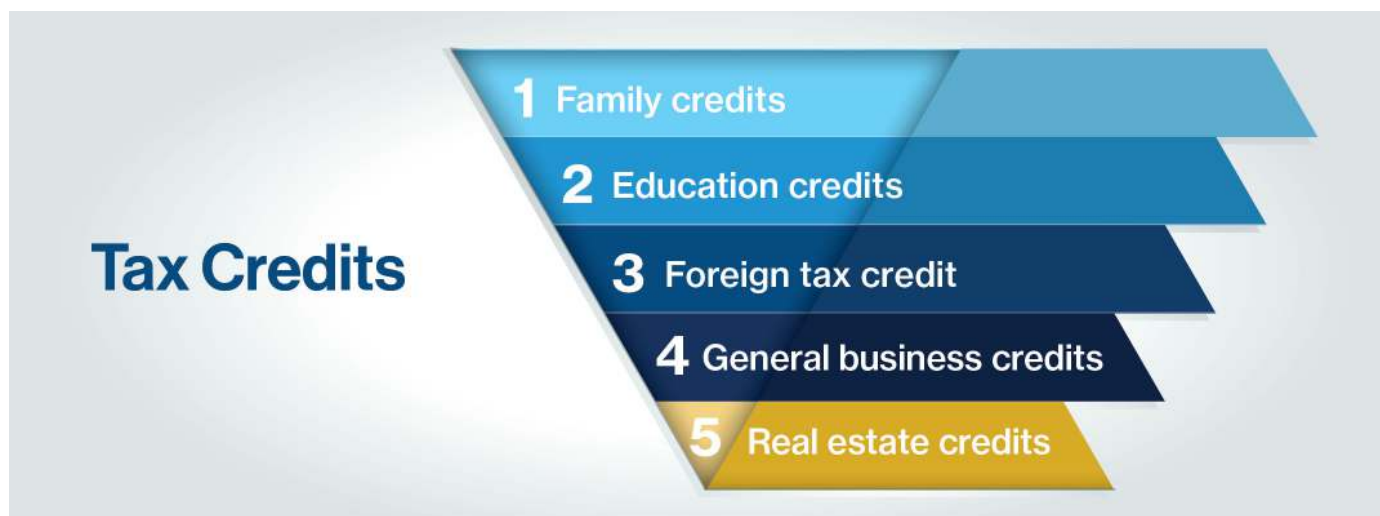 Tax Credits
1 Family credits
2 Education credits
3 Foreign tax credit
4 General business credits
5 Real estate credits